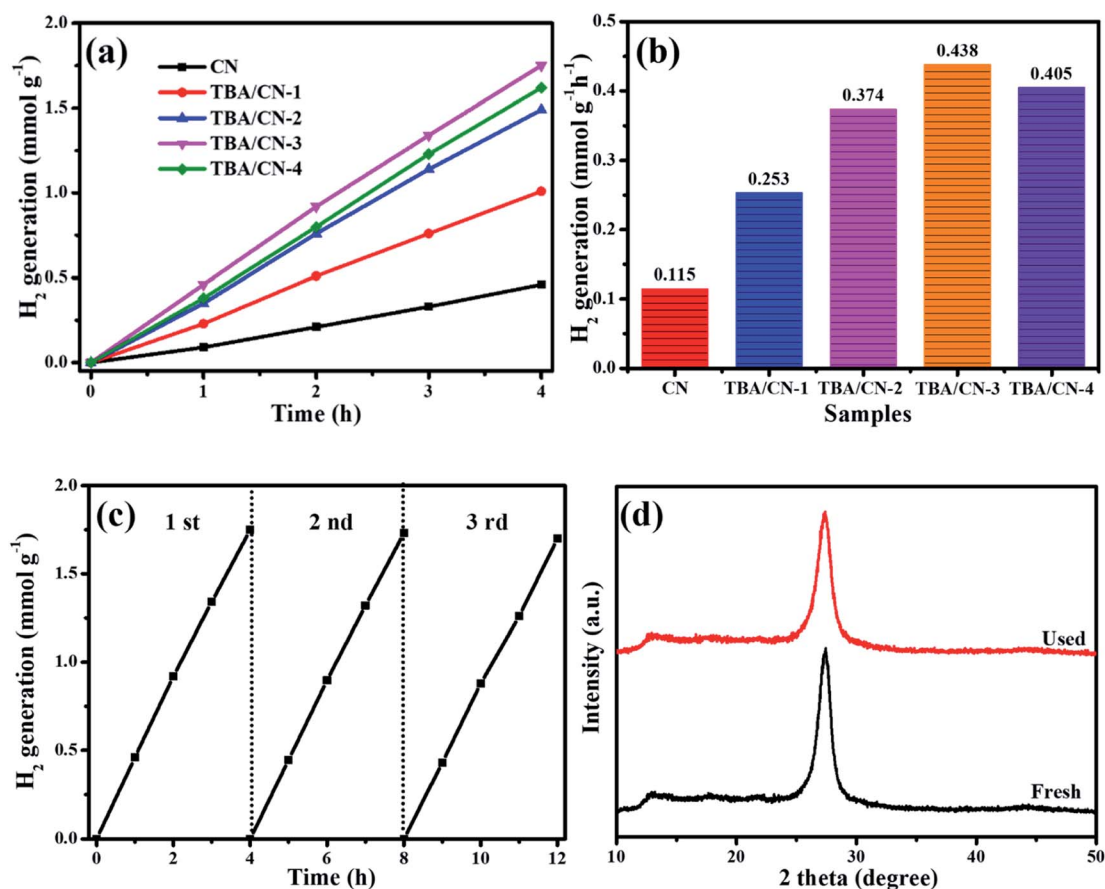 (a)
CN
TBA/CN-1
TBA/CN-2
TBA/CN-3
TBA/CN-4
H₂ generation (mmol g⁻¹)
2.0
1.5
1.0
0.5
0.0
0 1 2 3 4
Time (h)
(b)
H₂ generation (mmol g⁻¹h⁻¹)
0.5
0.4
0.3
0.2
0.1
0.0
0.115
0.253
0.374
0.438
0.405
CN TBA/CN-1 TBA/CN-2 TBA/CN-3 TBA/CN-4
Samples
(c)
1 st 2 nd 3 rd
H₂ generation (mmol g⁻¹)
2.0
1.5
1.0
0.5
0.0
0 2 4 6 8 10 12
Time (h)
(d)
Intensity (a.u.)
Used
Fresh
10 20 30 40 50
2 theta (degree)